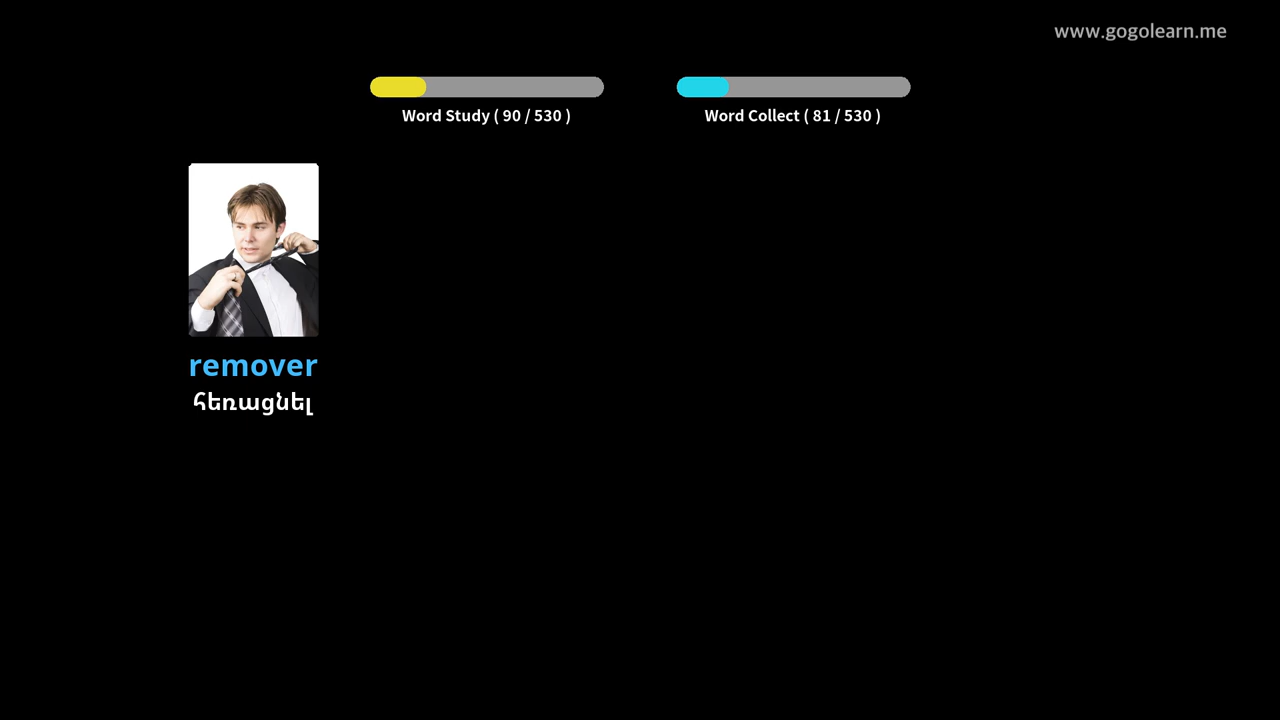 www.gogolearn.me
Word Study ( 90 / 530 )
Word Collect ( 81 / 530 )
remover
հեռացնել